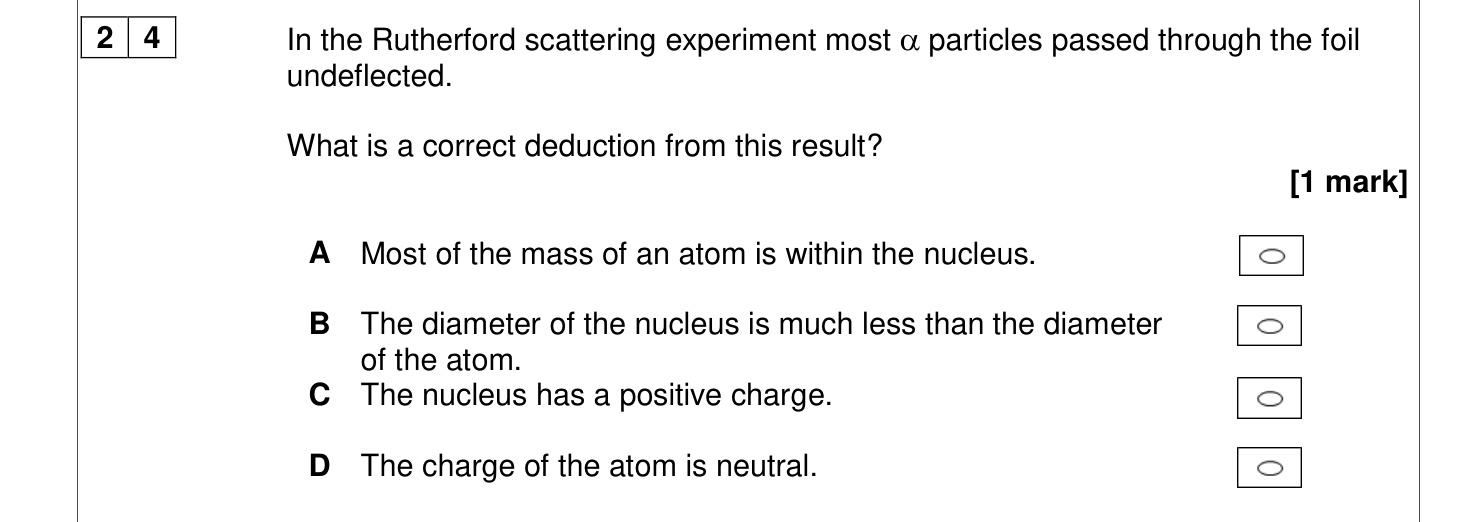 2 4 In the Rutherford scattering experiment most α particles passed through the foil
undeflected.
What is a correct deduction from this result?
[1 mark]
A Most of the mass of an atom is within the nucleus.
B The diameter of the nucleus is much less than the diameter
of the atom.
C The nucleus has a positive charge.
D The charge of the atom is neutral.